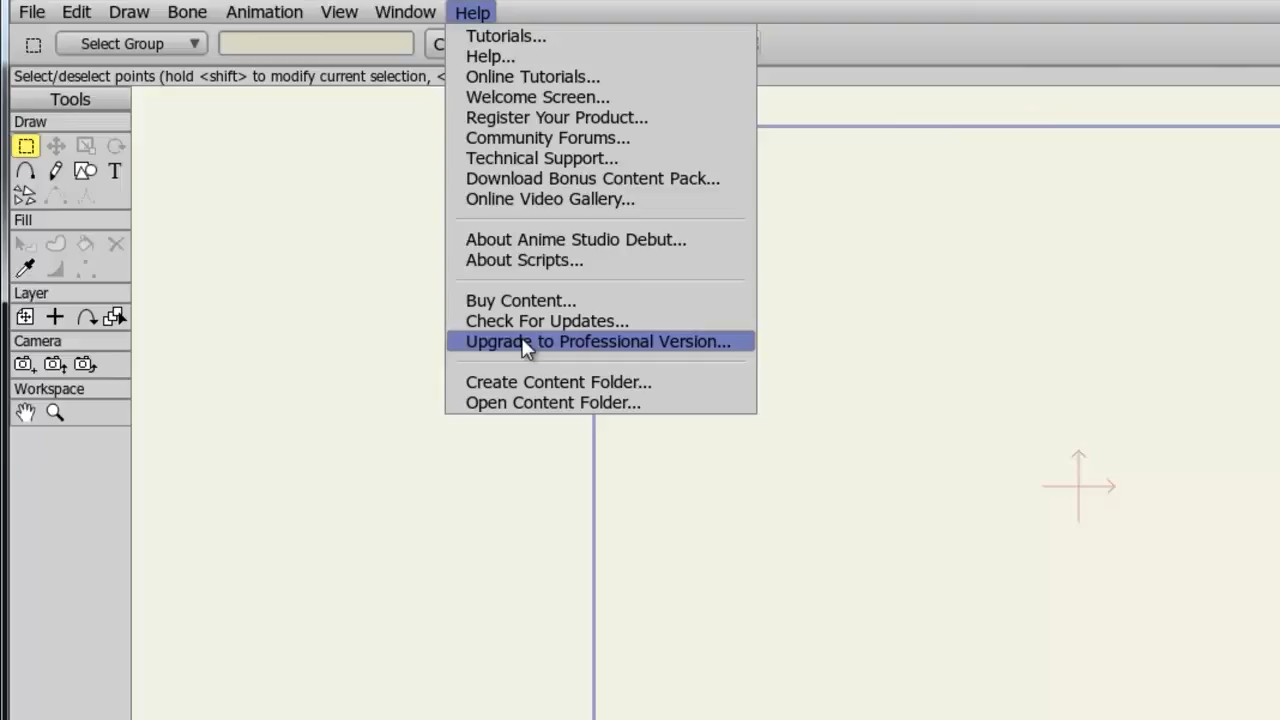 File Edit Draw Bone Animation View Window Help
Select Group
Select/deselect points (hold <shift> to modify current selection, <
Tools
Draw
T
Fill
Layer
Camera
Workspace
Tutorials...
Help...
Online Tutorials...
Welcome Screen...
Register Your Product...
Community Forums...
Technical Support...
Download Bonus Content Pack...
Online Video Gallery...
About Anime Studio Debut...
About Scripts...
Buy Content...
Check For Updates...
Upgrade to Professional Version...
Create Content Folder...
Open Content Folder...